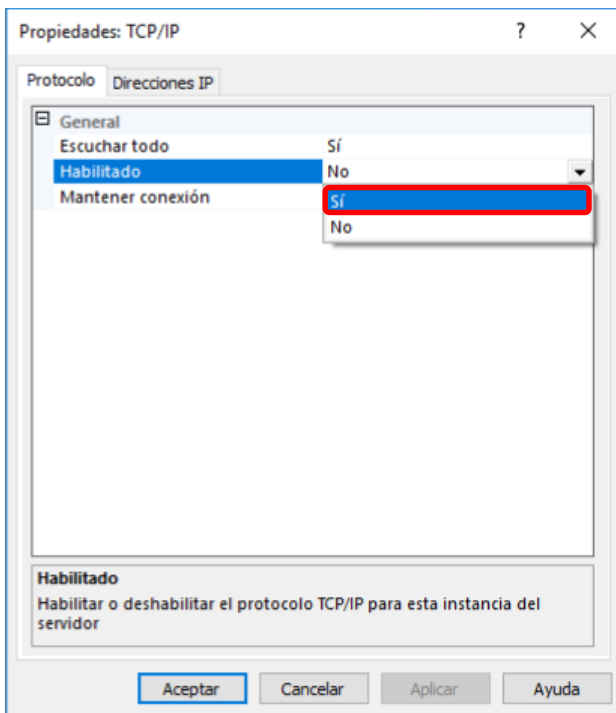 Propiedades: TCP/IP ?
Protocolo Direcciones IP
General
Escuchar todo Sí
Habilitado No
Mantener conexión Sí
No
Habilitado
Habilitar o deshabilitar el protocolo TCP/IP para esta instancia del
servidor
Aceptar Cancelar Aplicar Ayuda